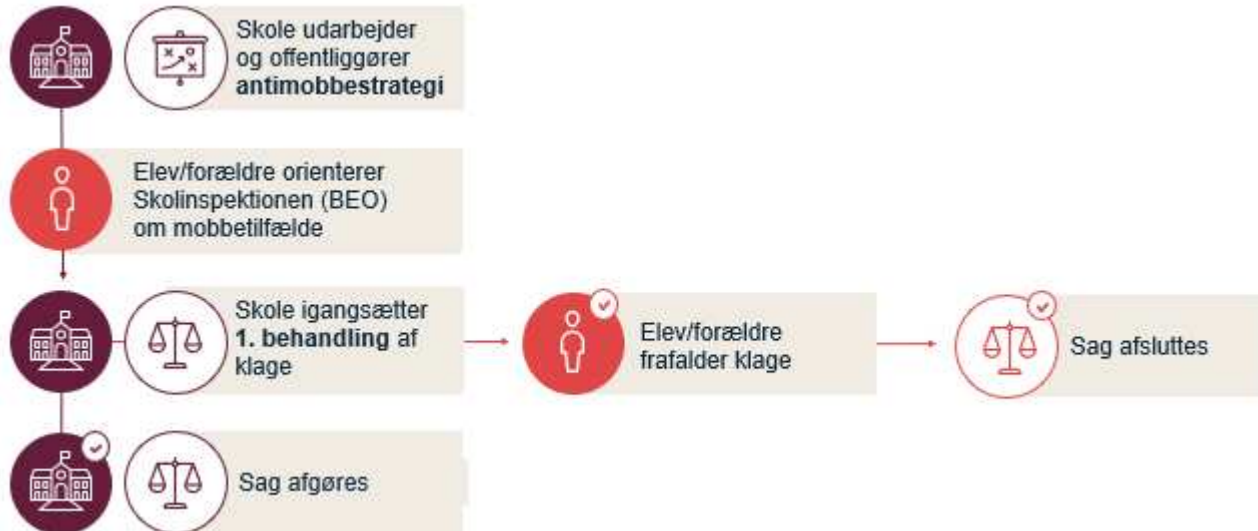 Skole udarbejder
og offentliggører
antimobbestrategi
Elev/forældre orienterer
Skolinspektionen (BEO)
om mobbetilfælde
Skole igangsætter
1. behandling af
klage
Elev/forældre
frafalder klage
Sag afsluttes
Sag afgøres